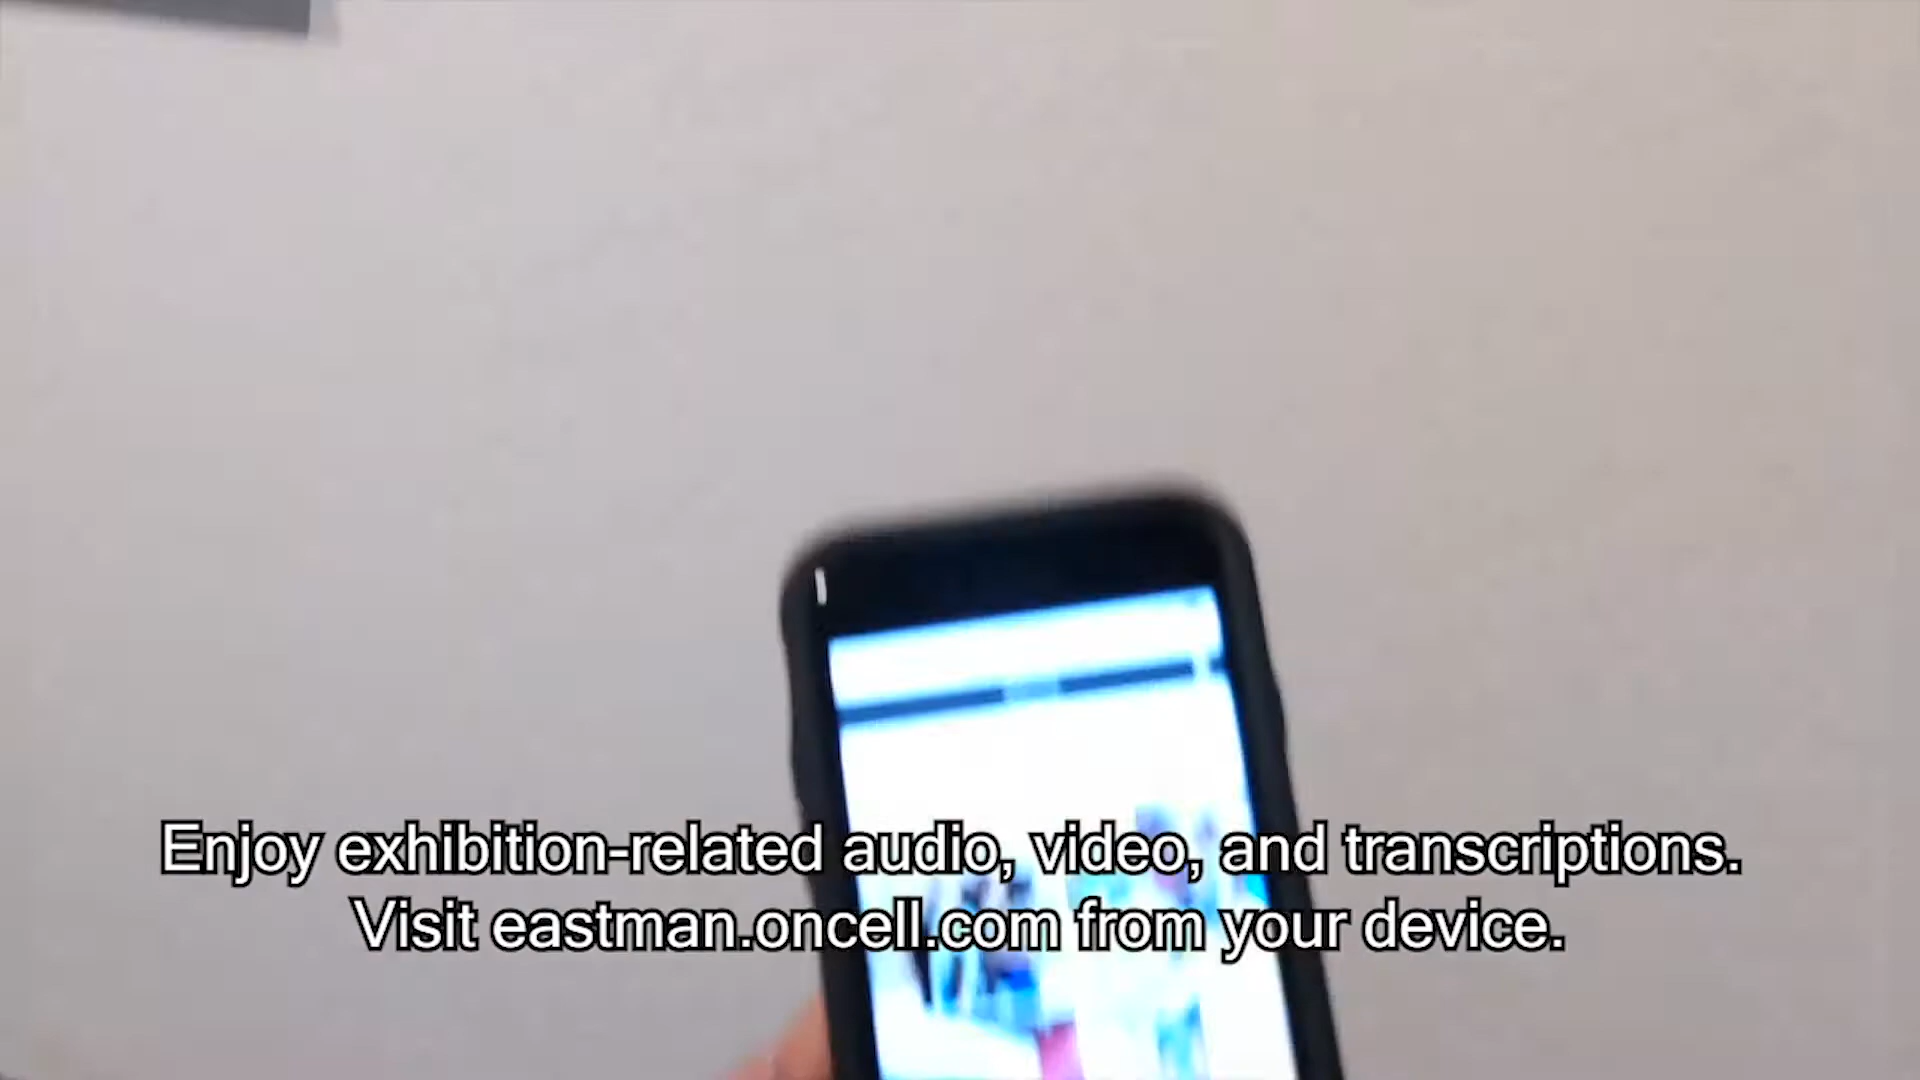 Enjoy exhibition-related audio, video, and transcriptions.
Visit eastman.oncell.com from your device.